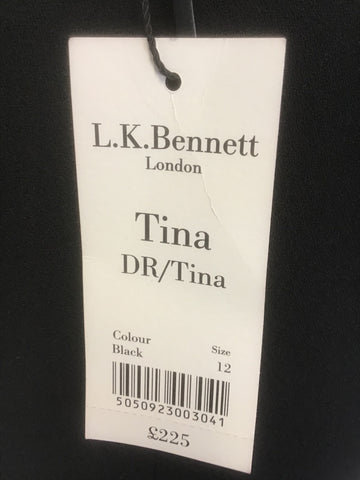 L.K.Bennett
London
Tina
DR/Tina
Colour Size
Black 12
5050923003041
£225